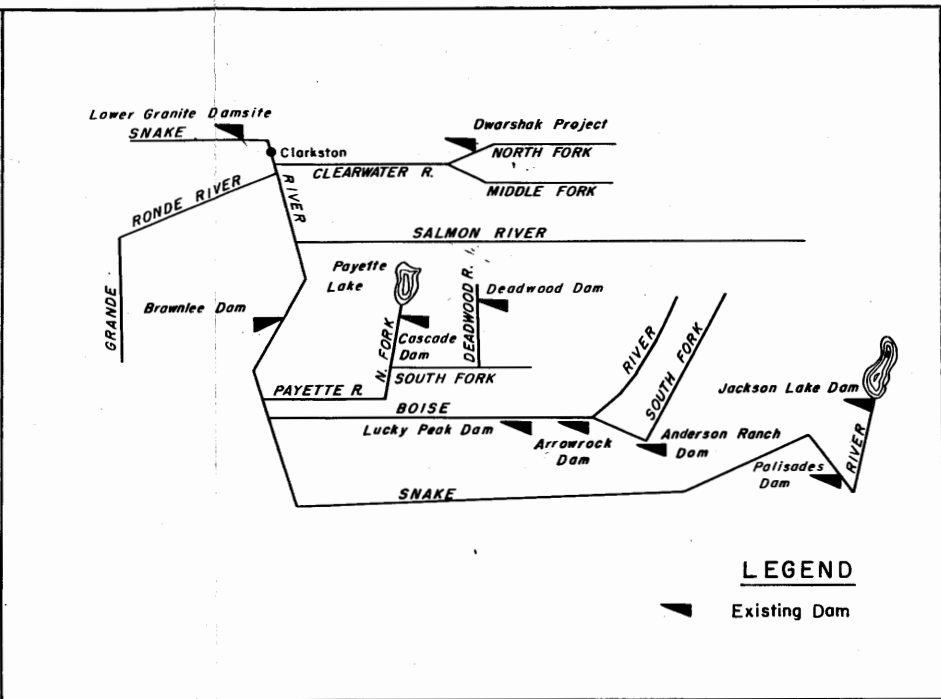 Lower Granite Damsite
SNAKE
Clarkston
Dwarshak Project
NORTH FORK
CLEARWATER R.
MIDDLE FORK
RONDE RIVER
RIVER
SALMON RIVER
Payette
Lake
DEADWOOD R.
Deadwood Dam
GRANDE
Brownlee Dam
N. FORK
Cascade
Dam
RIVER
SOUTH FORK
SOUTH FORK
PAYETTE R.
Jackson Lake Dam
BOISE
Lucky Peak Dam
Arrowrock
Dam
Anderson Ranch
Dam
RIVER
Palisades
Dam
SNAKE
LEGEND
Existing Dam